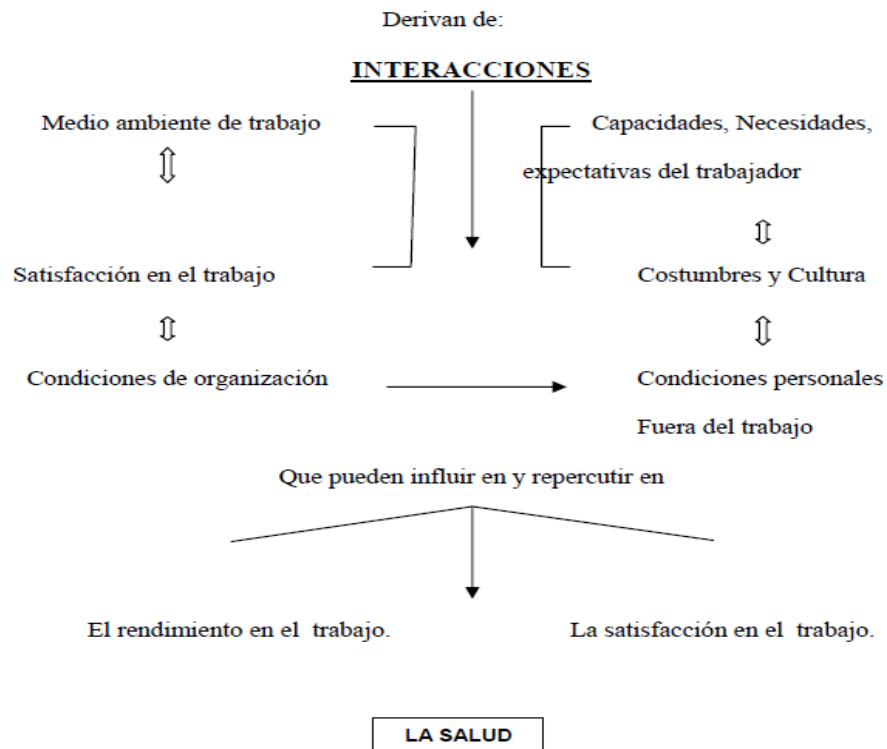 Derivan de:
INTERACCIONES
Medio ambiente de trabajo
Capacidades, Necesidades,
expectativas del trabajador
Satisfacción en el trabajo
Costumbres y Cultura
Condiciones de organización
Condiciones personales
Fuera del trabajo
Que pueden influir en y repercutir en
El rendimiento en el trabajo.
La satisfacción en el trabajo.
LA SALUD